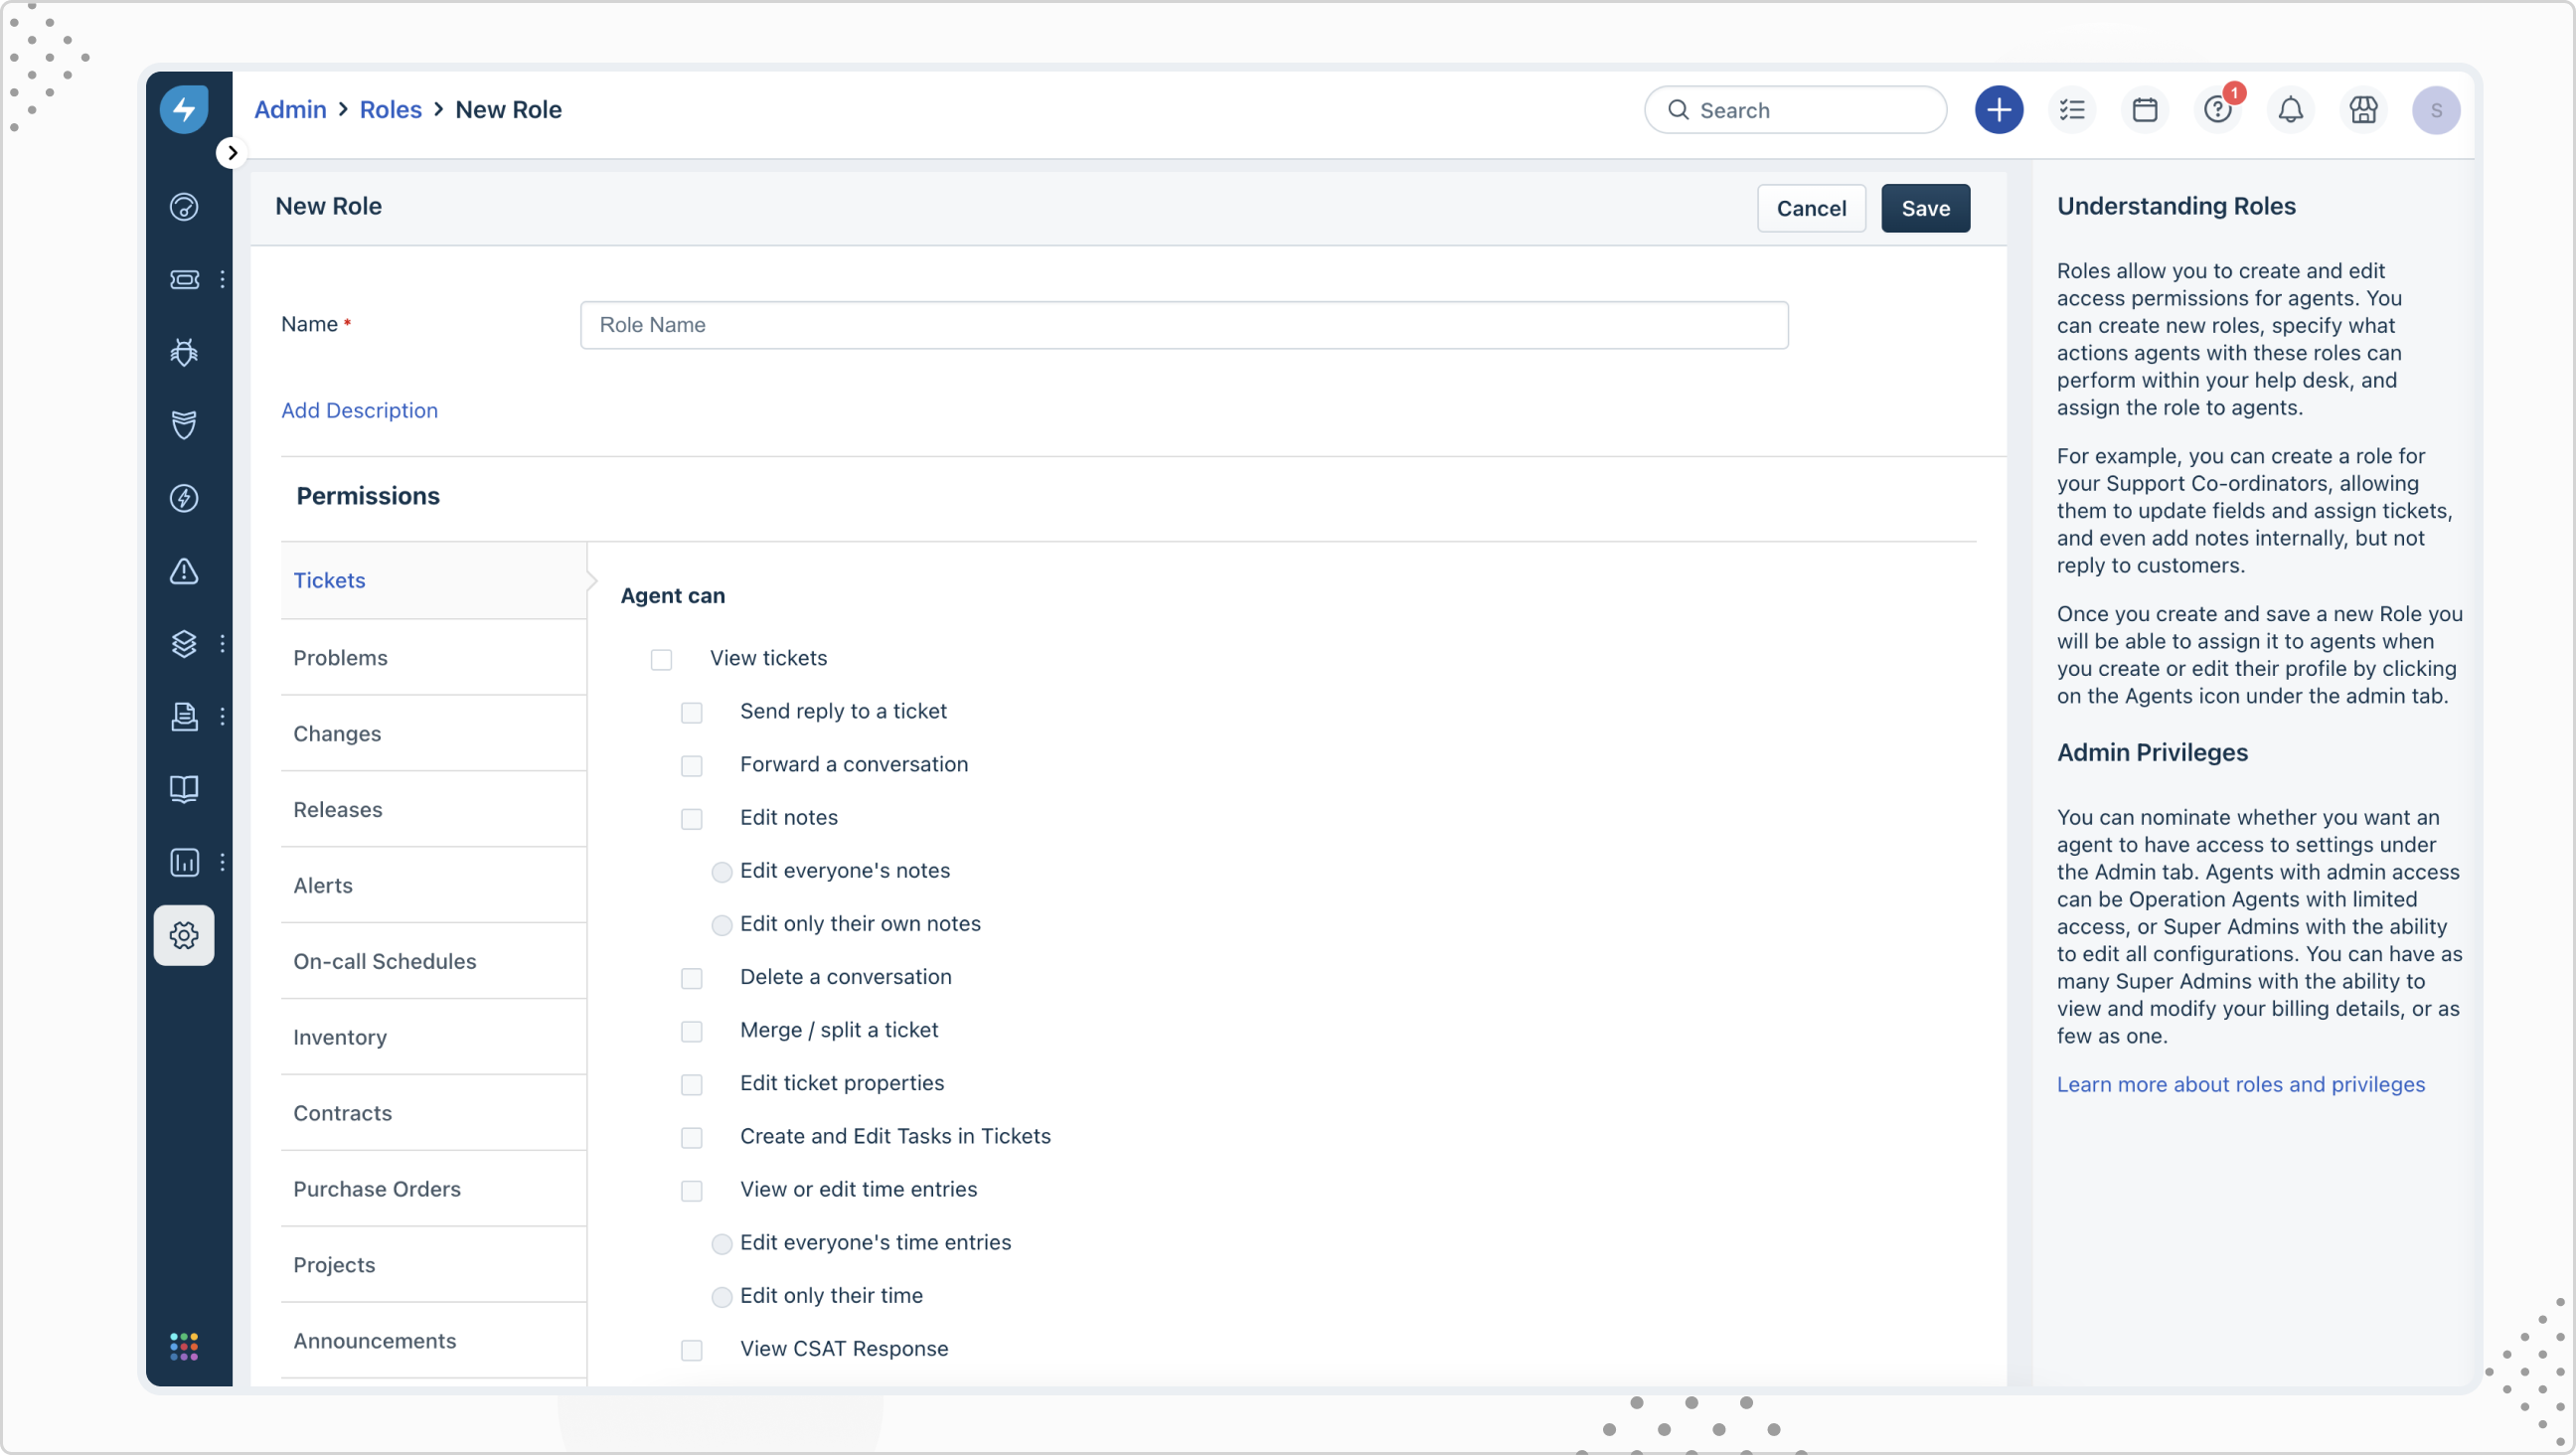 Admin > Roles > New Role
Search
1
S
New Role
Cancel
Save
Name *
Role Name
Add Description
Permissions
Tickets
Problems
Changes
Releases
Alerts
On-call Schedules
Inventory
Contracts
Purchase Orders
Projects
Announcements
Agent can
View tickets
Send reply to a ticket
Forward a conversation
Edit notes
Edit everyone's notes
Edit only their own notes
Delete a conversation
Merge / split a ticket
Edit ticket properties
Create and Edit Tasks in Tickets
View or edit time entries
Edit everyone's time entries
Edit only their time
View CSAT Response
Understanding Roles
Roles allow you to create and edit
access permissions for agents. You
can create new roles, specify what
actions agents with these roles can
perform within your help desk, and
assign the role to agents.
For example, you can create a role for
your Support Co-ordinators, allowing
them to update fields and assign tickets,
and even add notes internally, but not
reply to customers.
Once you create and save a new Role you
will be able to assign it to agents when
you create or edit their profile by clicking
on the Agents icon under the admin tab.
Admin Privileges
You can nominate whether you want an
agent to have access to settings under
the Admin tab. Agents with admin access
can be Operation Agents with limited
access, or Super Admins with the ability
to edit all configurations. You can have as
many Super Admins with the ability to
view and modify your billing details, or as
few as one.
Learn more about roles and privileges